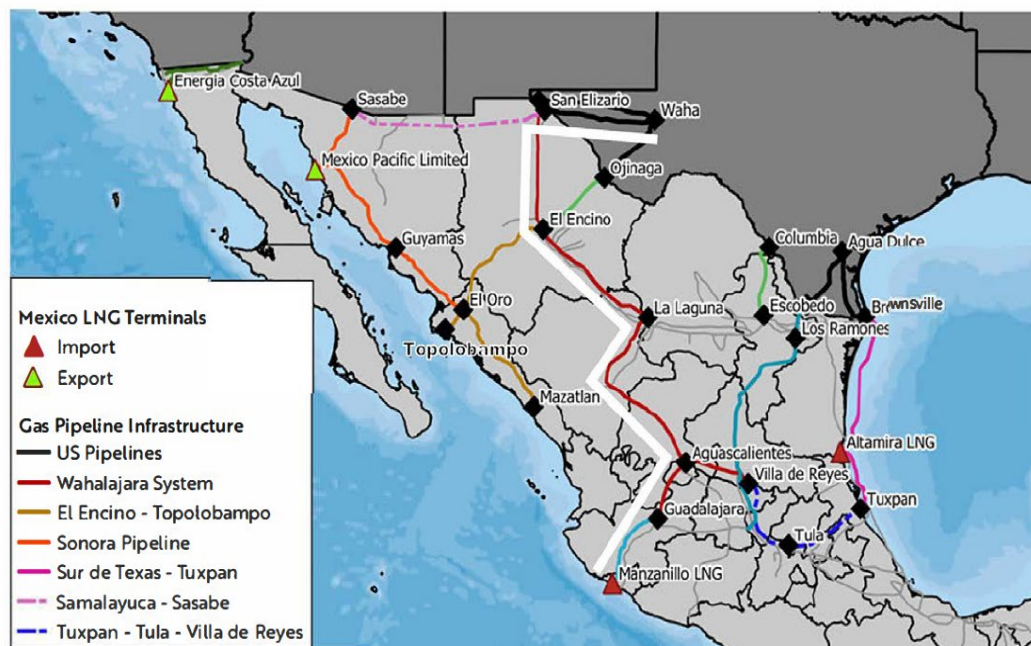 Energia Costa Azul
Sasabe
San Elizario
Waha
Mexico Pacific Limited
Ojinaga
Guyamas
El Encino
Columbia
Agua Dulce
El Oro
La Laguna
Escobedo
Brownsville
Los Ramones
Topolobampo
Mazatlan
Altamira LNG
Aguascalientes
Villa de Reyes
Tuxpan
Guadalajara
Tula
Manzanillo LNG
Mexico LNG Terminals
Import
Export
Gas Pipeline Infrastructure
US Pipelines
Wahalajara System
El Encino - Topolobampo
Sonora Pipeline
Sur de Texas - Tuxpan
Samalayuca - Sasabe
Tuxpan - Tula - Villa de Reyes